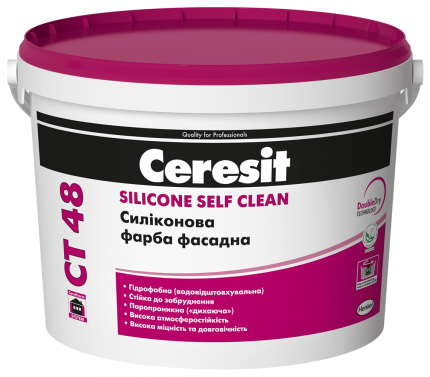 Quality for Professionals
Ceresit
CT 48
SILICONE SELF CLEAN
Силіконова
фарба фасадна
DoubleDry
TECHNOLOGY
• Гідрофобна (водовідштовхувальна)
• Стійка до забруднення
• Паропроникна («дихаюча»)
• Висока атмосферостійкість
• Висока міцність та довговічність
Henkel